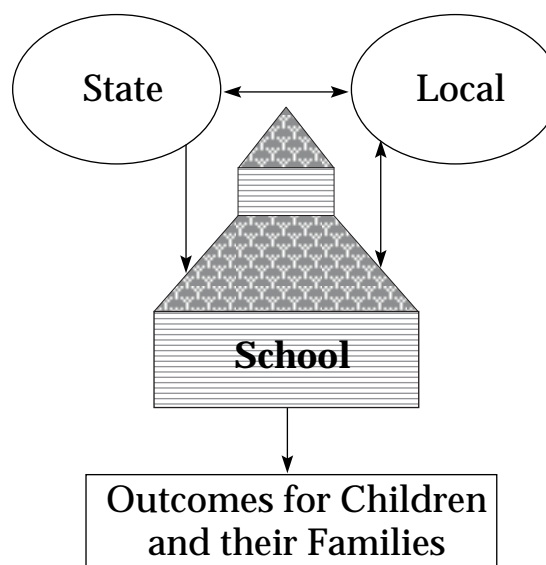 State
Local
School
Outcomes for Children
and their Families